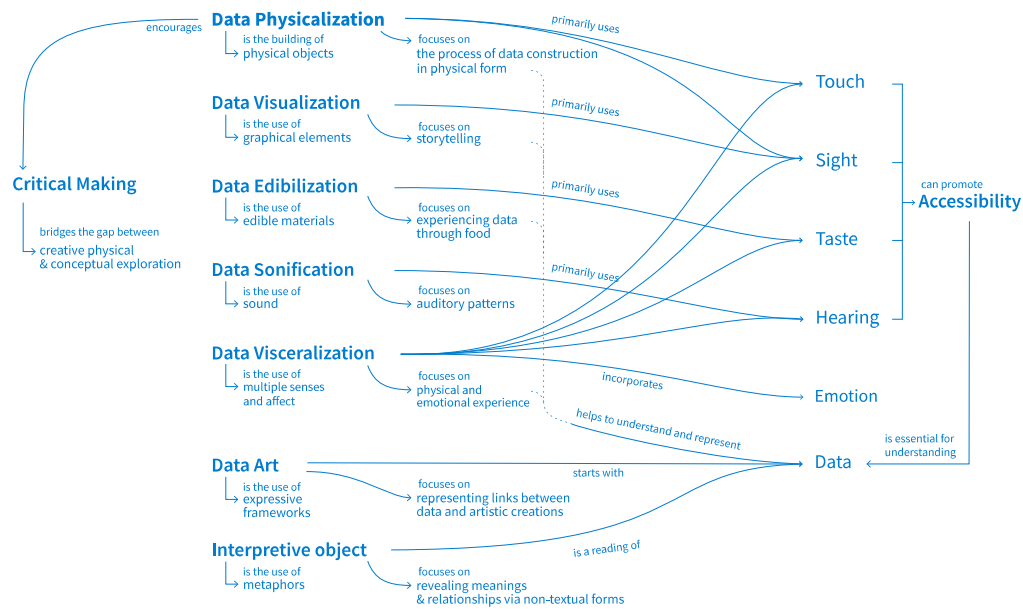 encourages
Data Physicalization
is the building of
physical objects
focuses on
the process of data construction
in physical form
primarily uses
Touch
Data Visualization
is the use of
graphical elements
focuses on
storytelling
primarily uses
Sight
Critical Making
bridges the gap between
creative physical
& conceptual exploration
Data Edibilization
is the use of
edible materials
focuses on
experiencing data
through food
primarily uses
Taste
can promote
Accessibility
Data Sonification
is the use of
sound
focuses on
auditory patterns
primarily uses
Hearing
Data Visceralization
is the use of
multiple senses
and affect
focuses on
physical and
emotional experience
incorporates
Emotion
helps to understand and represent
is essential for
understanding
Data Art
is the use of
expressive
frameworks
focuses on
representing links between
data and artistic creations
starts with
Data
Interpretive object
is the use of
metaphors
focuses on
revealing meanings
& relationships via non-textual forms
is a reading of